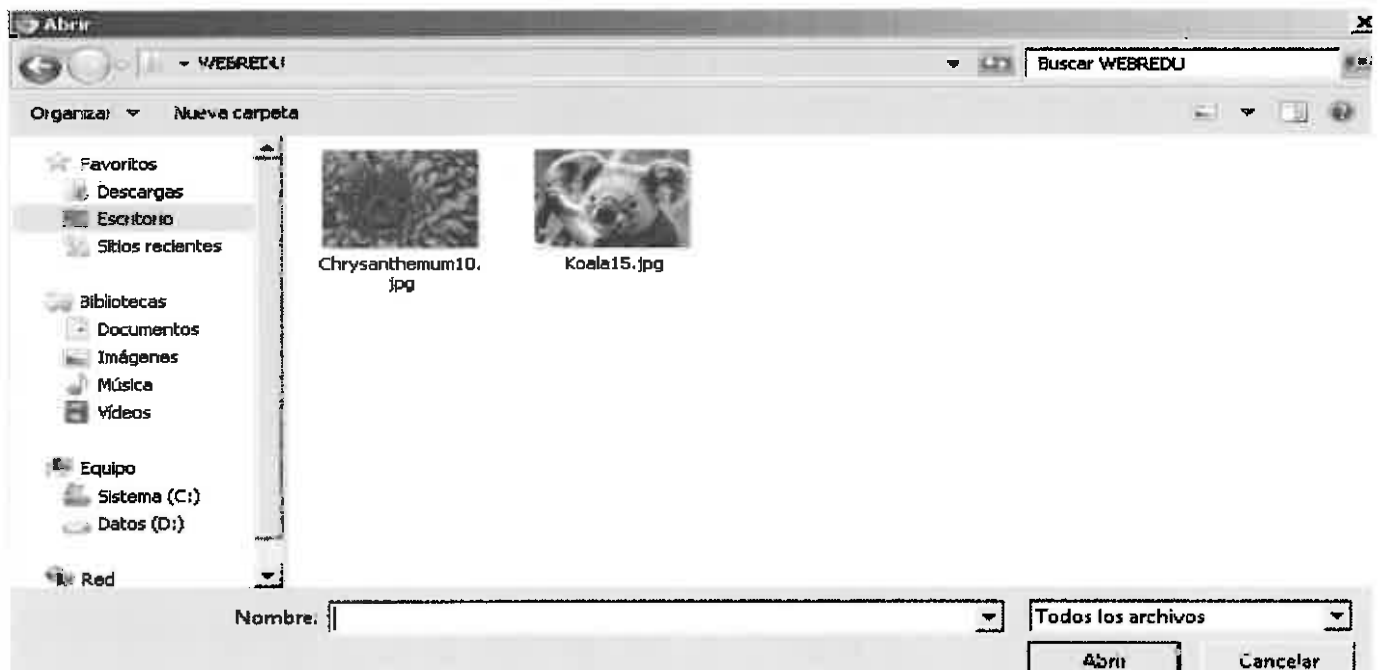 Abrir
WEBREDU
Buscar WEBREDU
Organizar
Nueva carpeta
Favoritos
Descargas
Escritorio
Sitios recientes
Bibliotecas
Documentos
Imágenes
Música
Vídeos
Equipo
Sistema (C:)
Datos (D:)
Red
Chrysanthemum10.
jpg
Koala15.jpg
Nombre:
Todos los archivos
Abrir
Cancelar